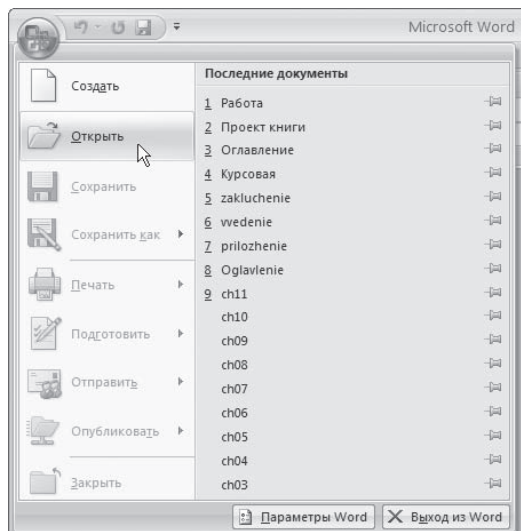 Microsoft Word
Создать
Открыть
Сохранить
Сохранить как
Печать
Подготовить
Отправить
Опубликовать
Закрыть
Последние документы
1 Работа
2 Проект книги
3 Оглавление
4 Курсовая
5 zakluchenie
6 vvedenie
7 prilozhenie
8 Oglavlenie
9 ch11
ch10
ch09
ch08
ch07
ch06
ch05
ch04
ch03
Параметры Word
Выход из Word